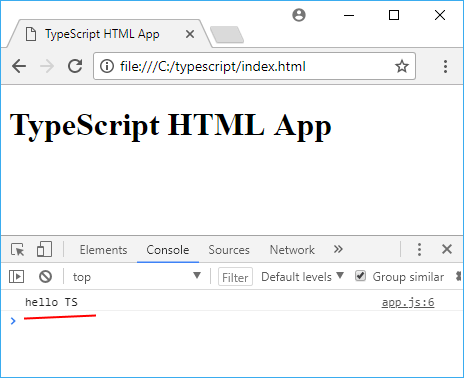 TypeScript HTML App
file:///C:/typescript/index.html
TypeScript HTML App
Elements Console Sources Network »
top Filter Default levels Group similar
hello TS app.js:6